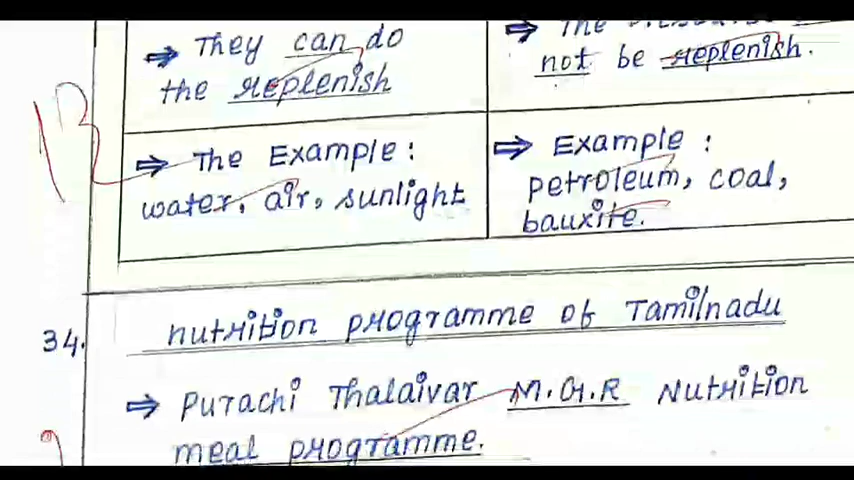 ⇒ They can do
the replenish
⇒ The
not be replenish.
⇒ The Example:
water, air, sunlight
⇒ Example:
petroleum, coal,
bauxite.
34. nutrition programme of Tamilnadu
⇒ Purachi Thalaivar M.G.R Nutrition
meal programme.